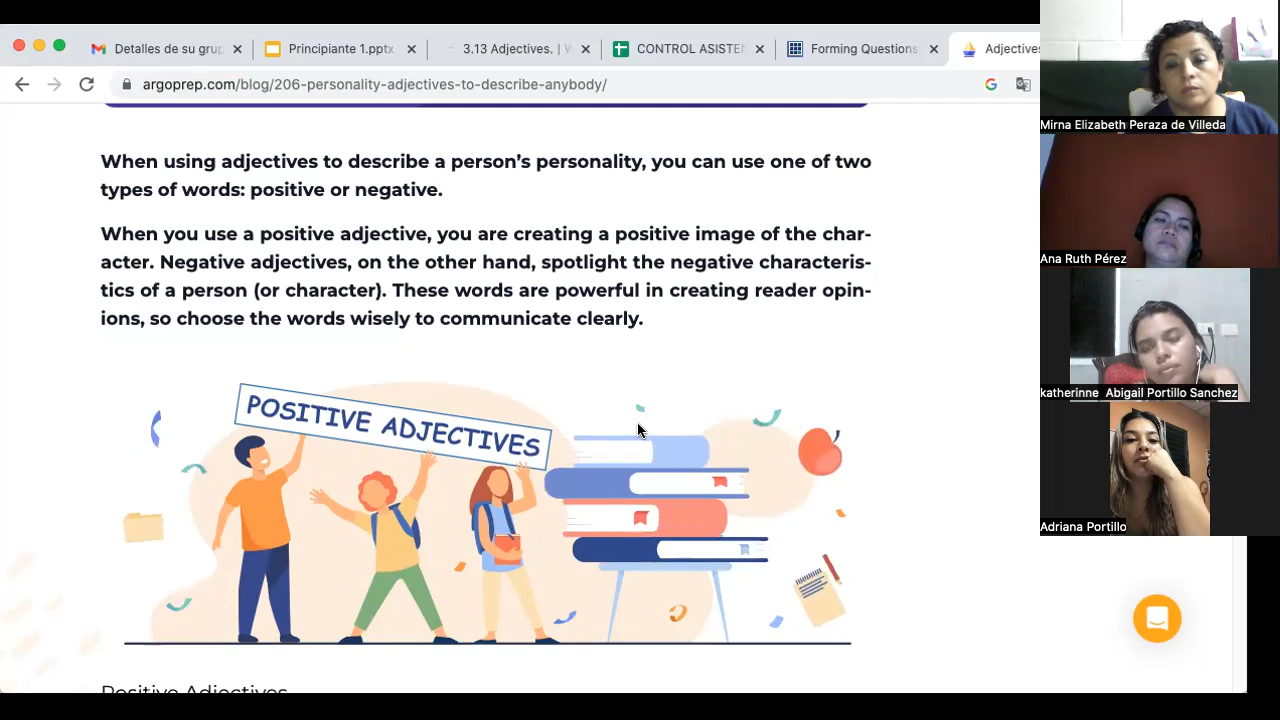 Detalles de su gru
Principiante 1.pptx
3.13 Adjectives. |
CONTROL ASISTEN
Forming Questions
Adjectives
argoprep.com/blog/206-personality-adjectives-to-describe-anybody/
When using adjectives to describe a person's personality, you can use one of two
types of words: positive or negative.
When you use a positive adjective, you are creating a positive image of the char-
acter. Negative adjectives, on the other hand, spotlight the negative characteris-
tics of a person (or character). These words are powerful in creating reader opin-
ions, so choose the words wisely to communicate clearly.
POSITIVE ADJECTIVES
Positive Adjectives
Mirna Elizabeth Peraza de Villeda
Ana Ruth Pérez
katherinne Abigail Portillo Sanchez
Adriana Portillo